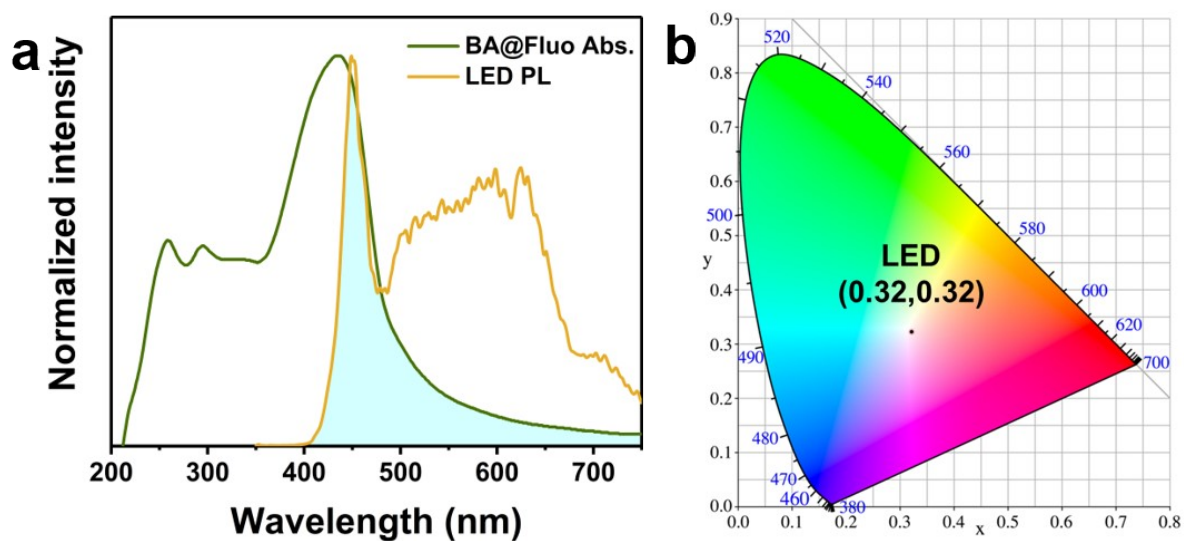 a
BA@Fluo Abs.
LED PL
Normalized intensity
200 300 400 500 600 700
Wavelength (nm)
b
0.9
0.8
0.7
0.6
0.5
y
0.4
0.3
0.2
0.1
0.0
0.0 0.1 0.2 0.3 0.4 0.5 0.6 0.7 0.8
x
520
540
560
500
580
LED
(0.32,0.32)
600
620
490
700
480
470
460
380